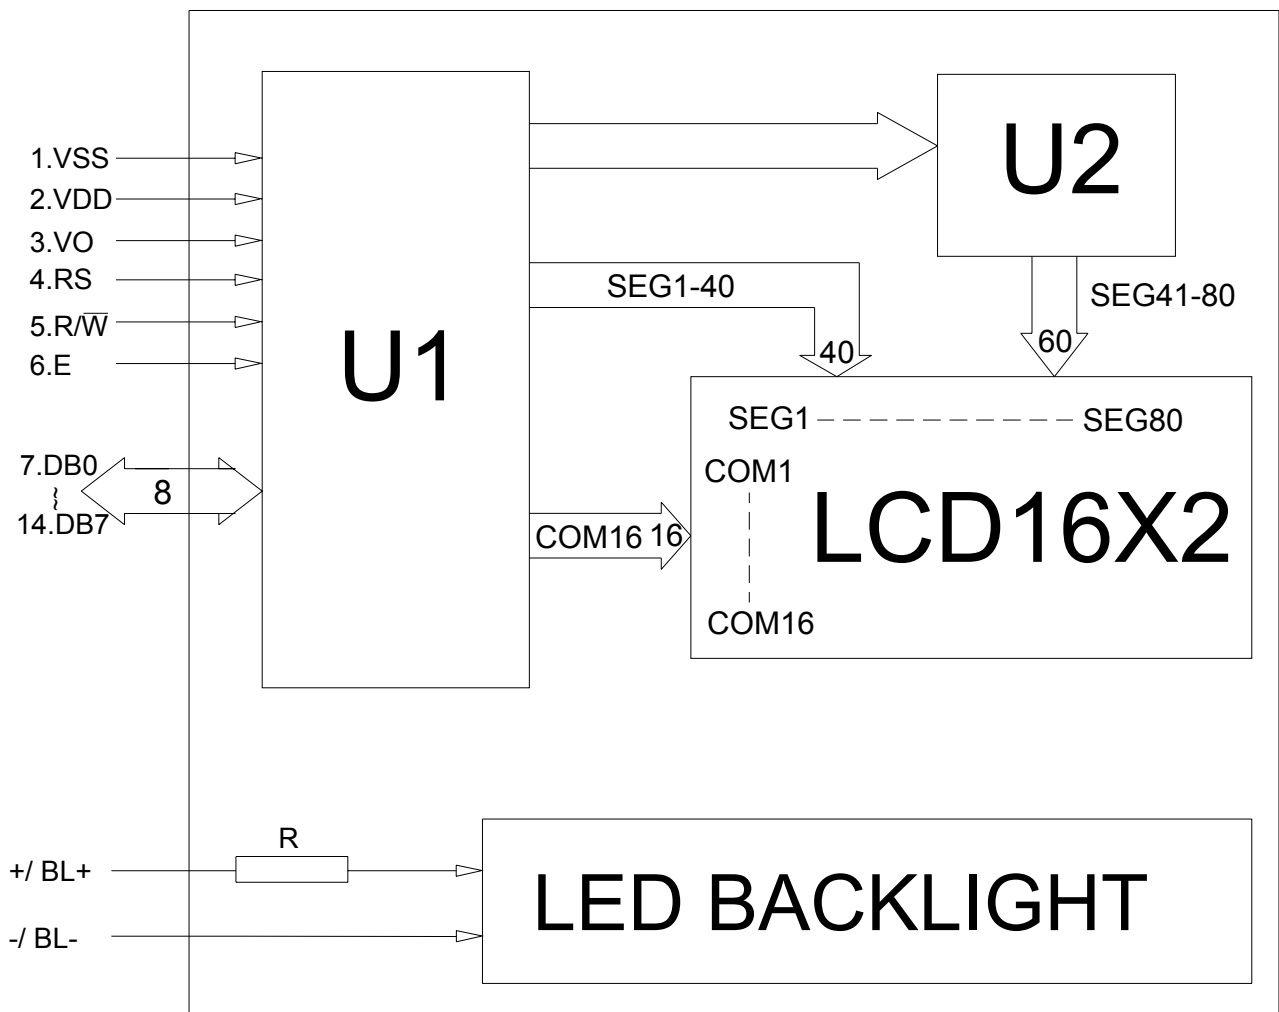 1.VSS
2.VDD
3.VO
4.RS
5.R/W̅
6.E
7.DB0
~
14.DB7
8
U1
U2
SEG1-40
SEG41-80
40
60
SEG1
SEG80
COM1
COM16
LCD16X2
COM16 16
R
+/ BL+
-/ BL-
LED BACKLIGHT